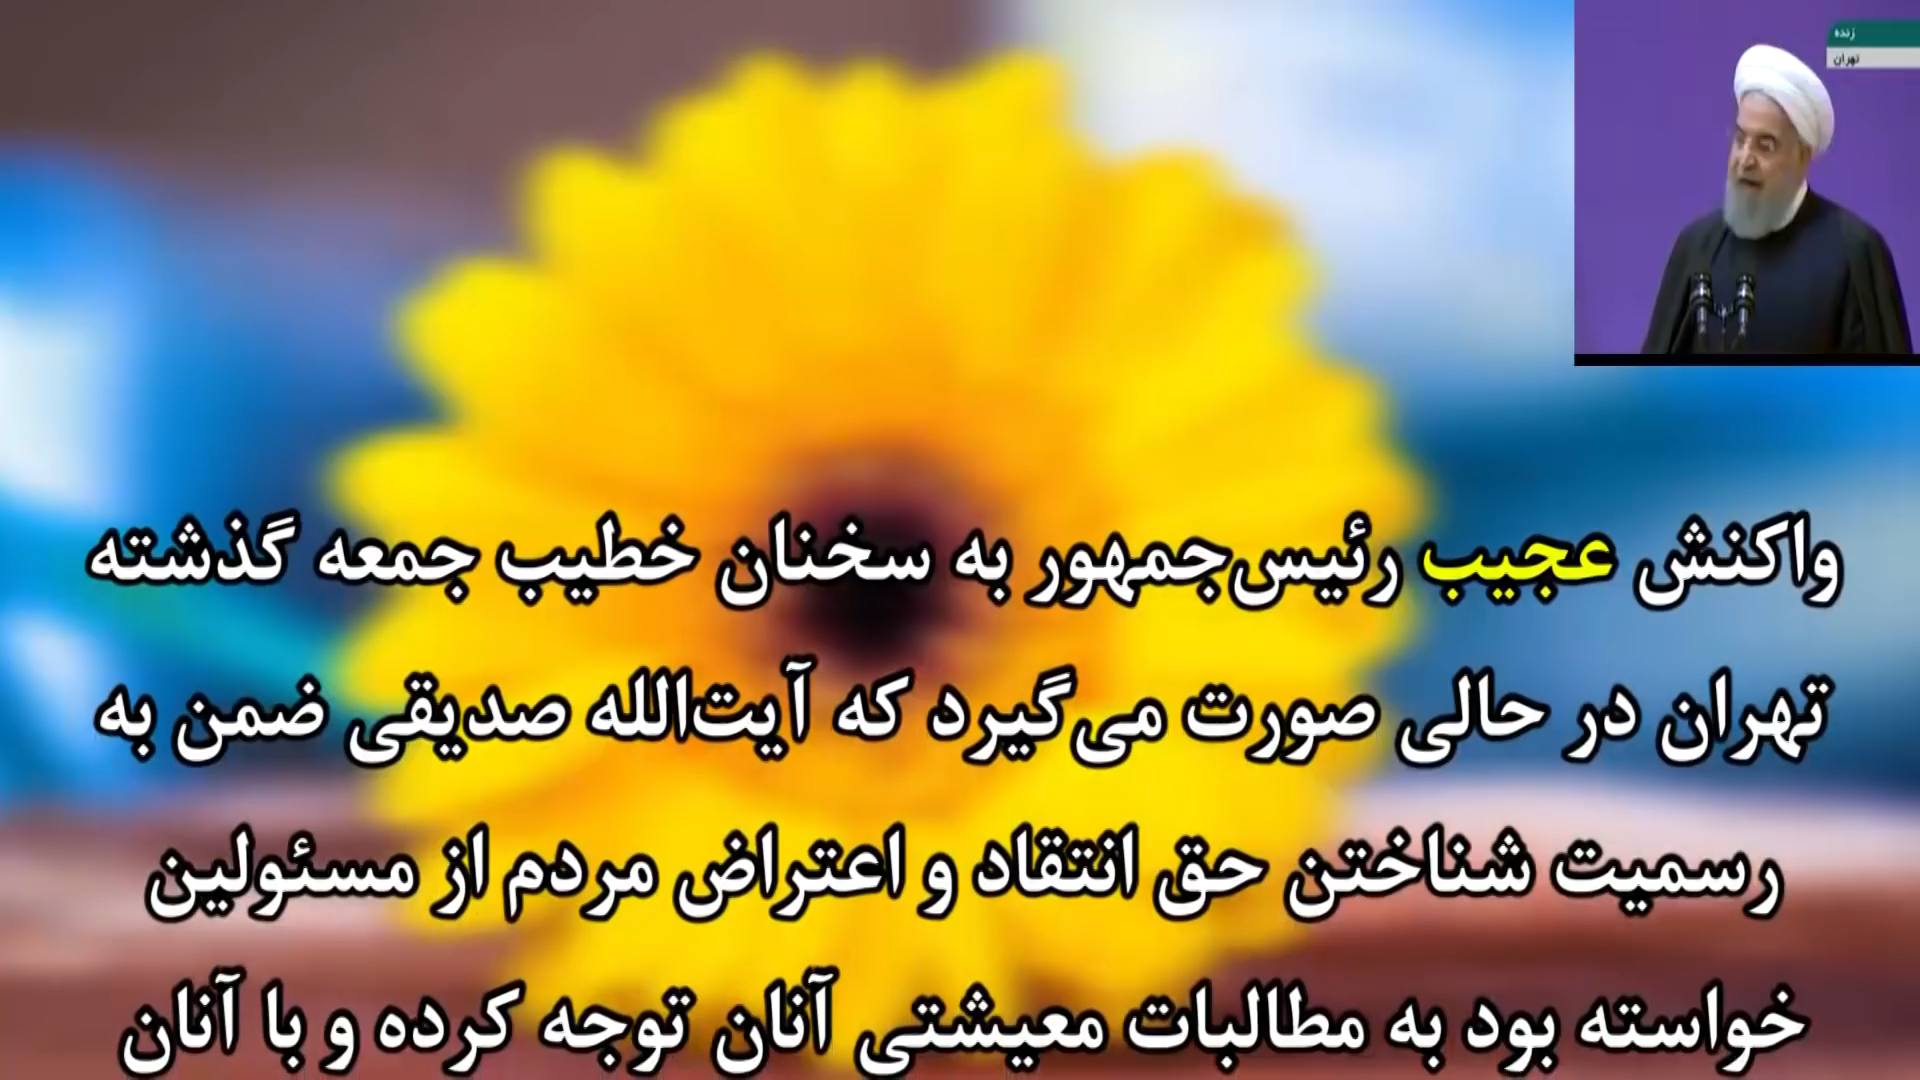 زنده
تهران
واکنش عجیب رئیس‌جمهور به سخنان خطیب جمعه گذشته
تهران در حالی صورت می‌گیرد که آیت‌الله صدیقی ضمن به
رسمیت شناختن حق انتقاد و اعتراض مردم از مسئولین
خواسته بود به مطالبات معیشتی آنان توجه کرده و با آنان